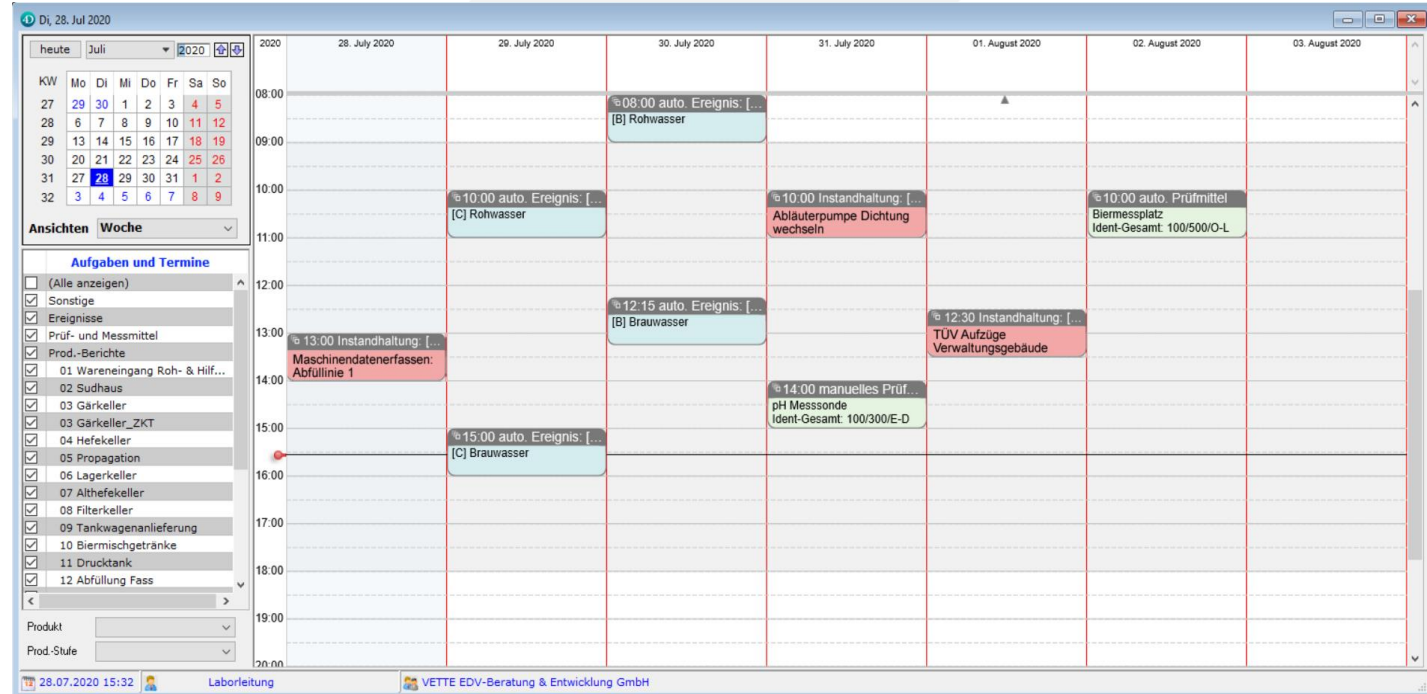 Di, 28. Jul 2020
heute Juli 2020
KW Mo Di Mi Do Fr Sa So
27 29 30 1 2 3 4 5
28 6 7 8 9 10 11 12
29 13 14 15 16 17 18 19
30 20 21 22 23 24 25 26
31 27 28 29 30 31 1 2
32 3 4 5 6 7 8 9
Ansichten Woche
Aufgaben und Termine
(Alle anzeigen)
Sonstige
Ereignisse
Prüf- und Messmittel
Prod.-Berichte
01 Wareneingang Roh- & Hilf...
02 Sudhaus
03 Gärkeller
03 Gärkeller_ZKT
04 Hefekeller
05 Propagation
06 Lagerkeller
07 Althefekeller
08 Filterkeller
09 Tankwagenanlieferung
10 Biermischgetränke
11 Drucktank
12 Abfüllung Fass
Produkt
Prod.-Stufe
2020 28. July 2020 29. July 2020 30. July 2020 31. July 2020 01. August 2020 02. August 2020 03. August 2020
08:00
09:00
10:00
11:00
12:00
13:00
14:00
15:00
16:00
17:00
18:00
19:00
20:00
13:00 Instandhaltung: [...
Maschinendatenerfassen:
Abfüllinie 1
10:00 auto. Ereignis: [...
[C] Rohwasser
15:00 auto. Ereignis: [...
[C] Brauwasser
08:00 auto. Ereignis: [...
[B] Rohwasser
12:15 auto. Ereignis: [...
[B] Brauwasser
10:00 Instandhaltung: [...
Abläuterpumpe Dichtung
wechseln
14:00 manuelles Prüf...
pH Messsonde
Ident-Gesamt: 100/300/E-D
12:30 Instandhaltung: [...
TÜV Aufzüge
Verwaltungsgebäude
10:00 auto. Prüfmittel
Biermessplatz
Ident-Gesamt: 100/500/O-L
28.07.2020 15:32 Laborleitung VETTE EDV-Beratung & Entwicklung GmbH